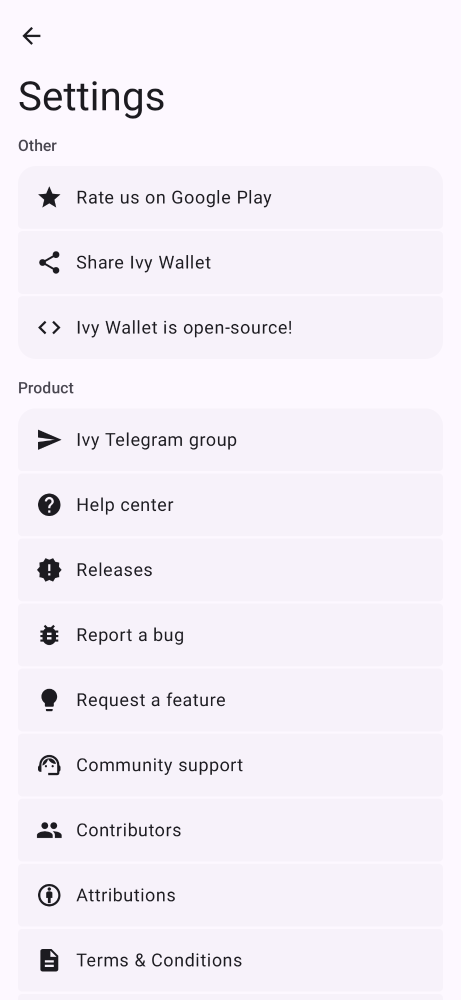 Settings
Other
Rate us on Google Play
Share Ivy Wallet
Ivy Wallet is open-source!
Product
Ivy Telegram group
Help center
Releases
Report a bug
Request a feature
Community support
Contributors
Attributions
Terms & Conditions